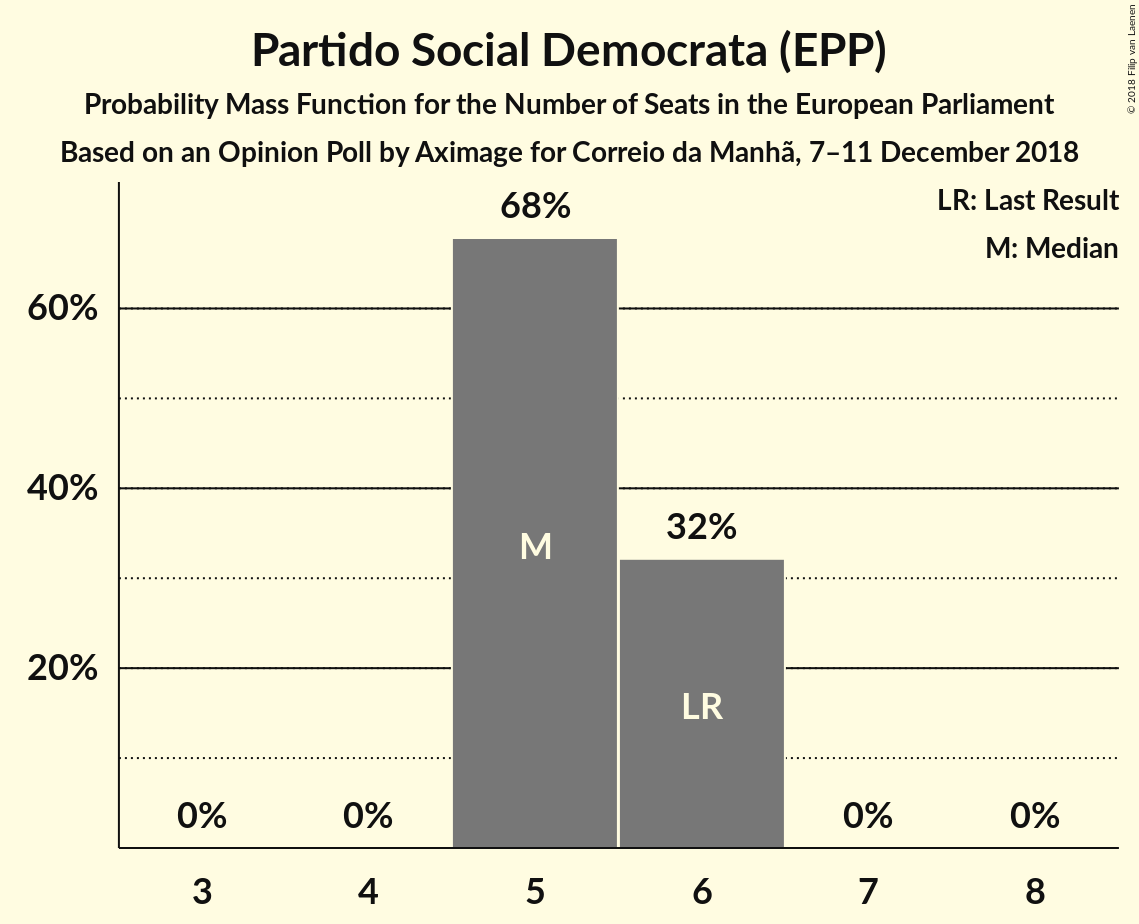 Partido Social Democrata (EPP)
Probability Mass Function for the Number of Seats in the European Parliament
Based on an Opinion Poll by Aximage for Correio da Manhã, 7–11 December 2018
© 2018 Filip van Laenen
LR: Last Result
M: Median
68%
60%
40%
32%
M
20%
LR
0% 0% 0% 0%
3 4 5 6 7 8